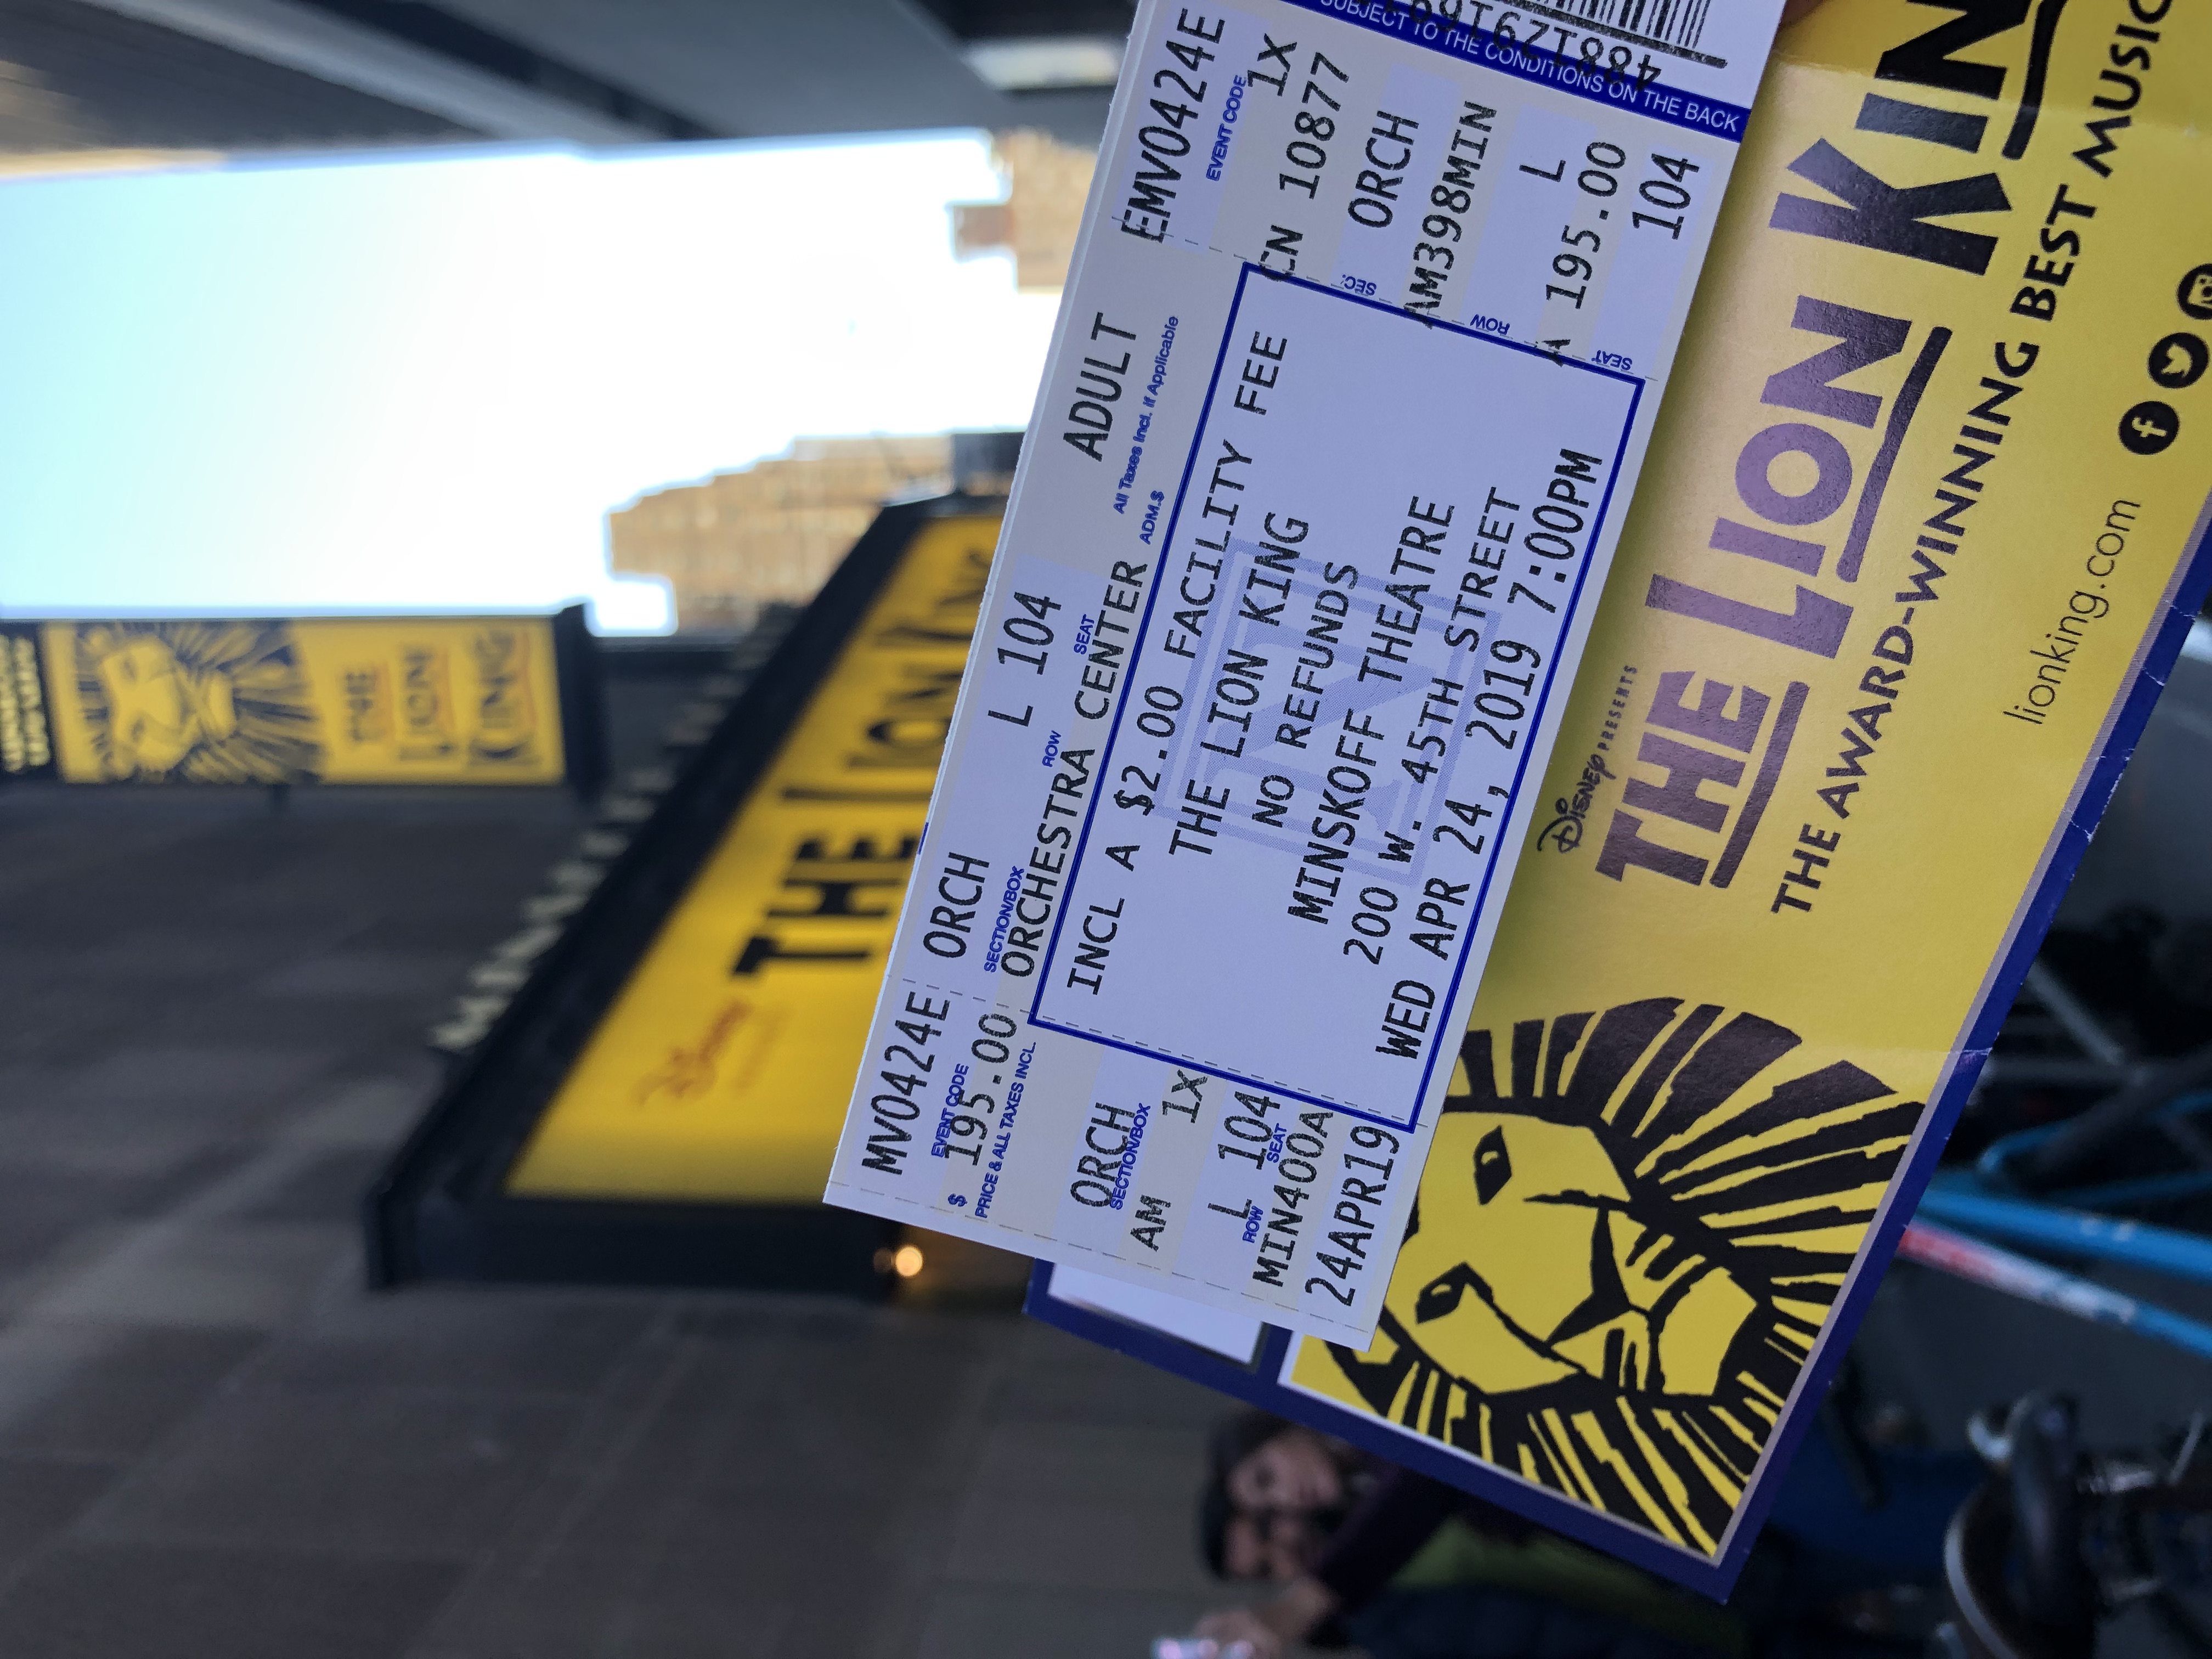 MV0424E ORCH L 104 ADULT EMV0424E
EVENT CODE SECTION/BOX ROW SEAT All Taxes Incl. If Applicable EVENT CODE
$ 195.00 ORCHESTRA CENTER ADM.$ 1X
PRICE & ALL TAXES INCL.
INCL A $2.00 FACILITY FEE CN 10877
ORCH THE LION KING SEC. ORCH
SECTION/BOX
AM 1X NO REFUNDS AM398MIN
L 104 MINSKOFF THEATRE ROW L
ROW SEAT
MIN400A 200 W. 45TH STREET A 195.00
24APR19 WED APR 24, 2019 7:00PM SEAT 104
SUBJECT TO THE CONDITIONS ON THE BACK
DISNEY PRESENTS
THE LION KIN
THE AWARD-WINNING BEST MUSIC
lionking.com
THE
LION
KING
Disney
THE LION KING